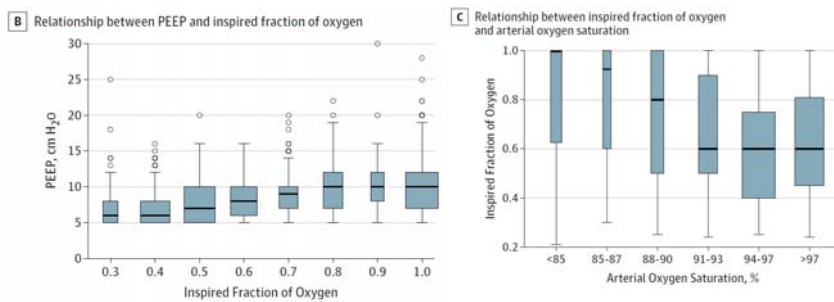 B Relationship between PEEP and inspired fraction of oxygen
30
25
20
15
10
5
0
PEEP, cm H2O
0.3 0.4 0.5 0.6 0.7 0.8 0.9 1.0
Inspired Fraction of Oxygen
C Relationship between inspired fraction of oxygen
and arterial oxygen saturation
1.0
0.8
0.6
0.4
0.2
Inspired Fraction of Oxygen
<85 85-87 88-90 91-93 94-97 >97
Arterial Oxygen Saturation, %